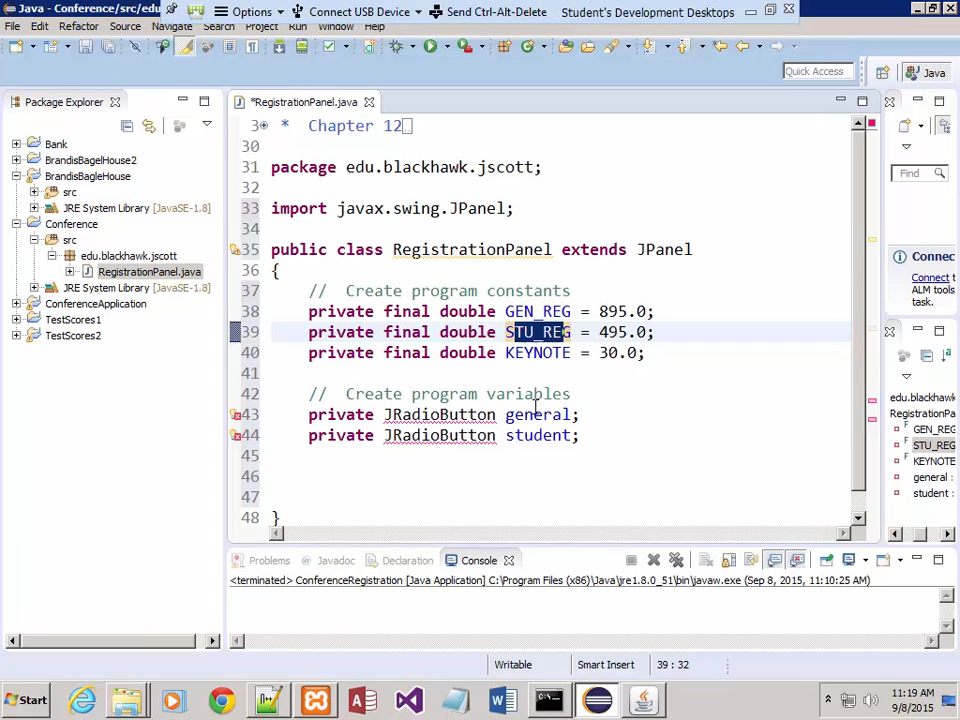 Java - Conference/src/edu
Options
Connect USB Device
Send Ctrl-Alt-Delete
Student's Development Desktops
File Edit Refactor Source Navigate Search Project Run Window Help
Quick Access
Java
Package Explorer
Bank
BrandisBagelHouse2
BrandisBagleHouse
src
JRE System Library [JavaSE-1.8]
Conference
src
edu.blackhawk.jscott
RegistrationPanel.java
JRE System Library [JavaSE-1.8]
ConferenceApplication
TestScores1
TestScores2
*RegistrationPanel.java
3 * Chapter 12
30
31 package edu.blackhawk.jscott;
32
33 import javax.swing.JPanel;
34
35 public class RegistrationPanel extends JPanel
36 {
37 // Create program constants
38 private final double GEN_REG = 895.0;
39 private final double STU_REG = 495.0;
40 private final double KEYNOTE = 30.0;
41
42 // Create program variables
43 private JRadioButton general;
44 private JRadioButton student;
45
46
47
48 }
Find
Connec
Connect to
ALM tools
edu.blackhaw
RegistrationP
F GEN_REG
F STU_REG
F KEYNOTE
general :
student :
Problems Javadoc Declaration Console
<terminated> ConferenceRegistration [Java Application] C:\Program Files (x86)\Java\jre1.8.0_51\bin\javaw.exe (Sep 8, 2015, 11:10:25 AM)
Writable Smart Insert 39 : 32
Start
11:19 AM
9/8/2015